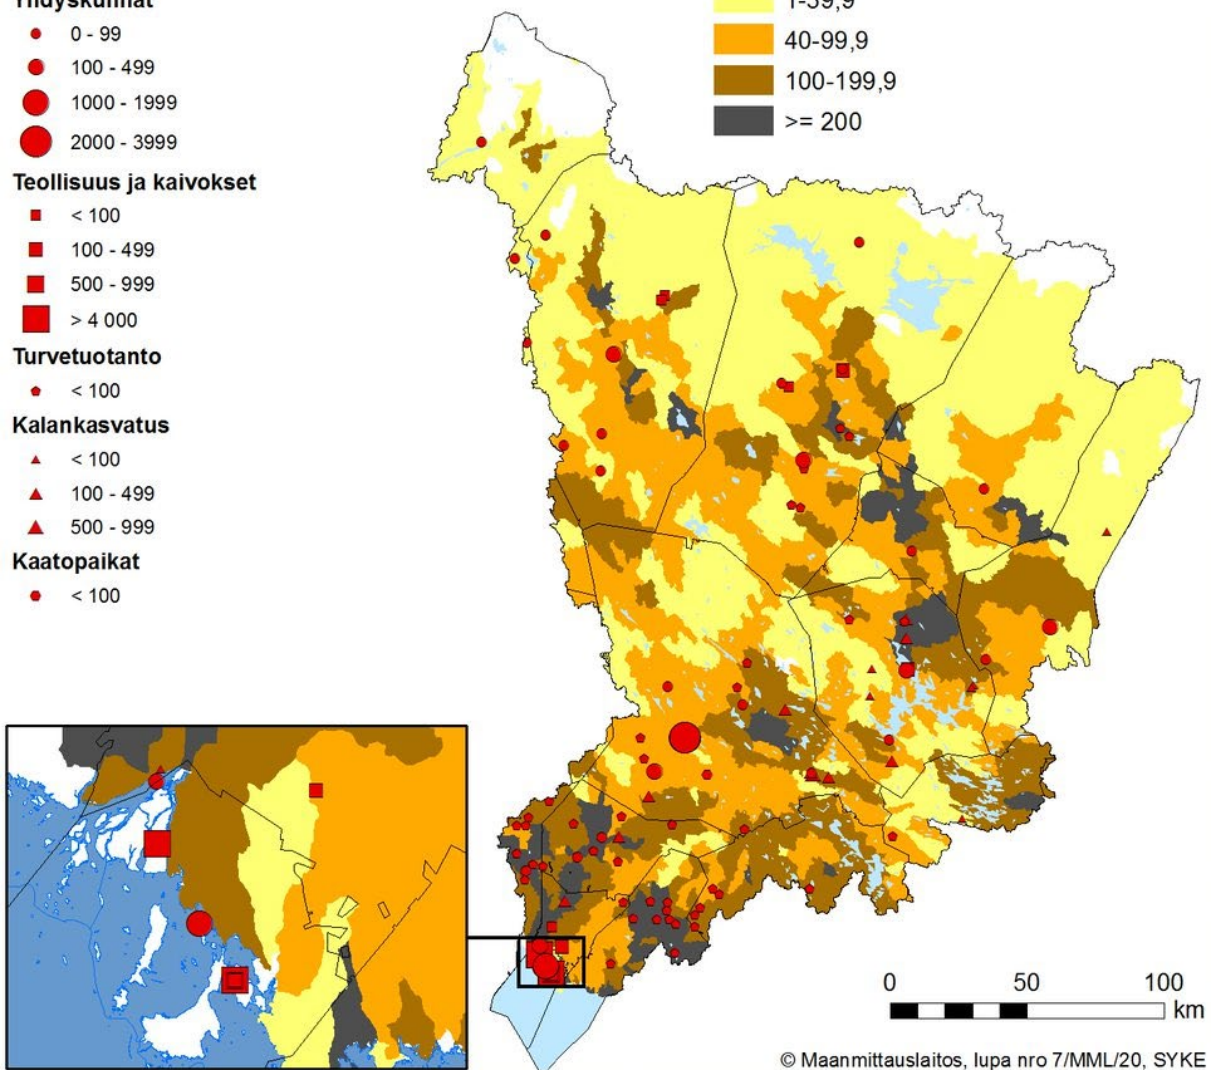 Yhdyskunnat
0 - 99
100 - 499
1000 - 1999
2000 - 3999
Teollisuus ja kaivokset
< 100
100 - 499
500 - 999
> 4 000
Turvetuotanto
< 100
Kalankasvatus
< 100
100 - 499
500 - 999
Kaatopaikat
< 100
1-39,9
40-99,9
100-199,9
>= 200
0 50 100
km
© Maanmittauslaitos, lupa nro 7/MML/20, SYKE